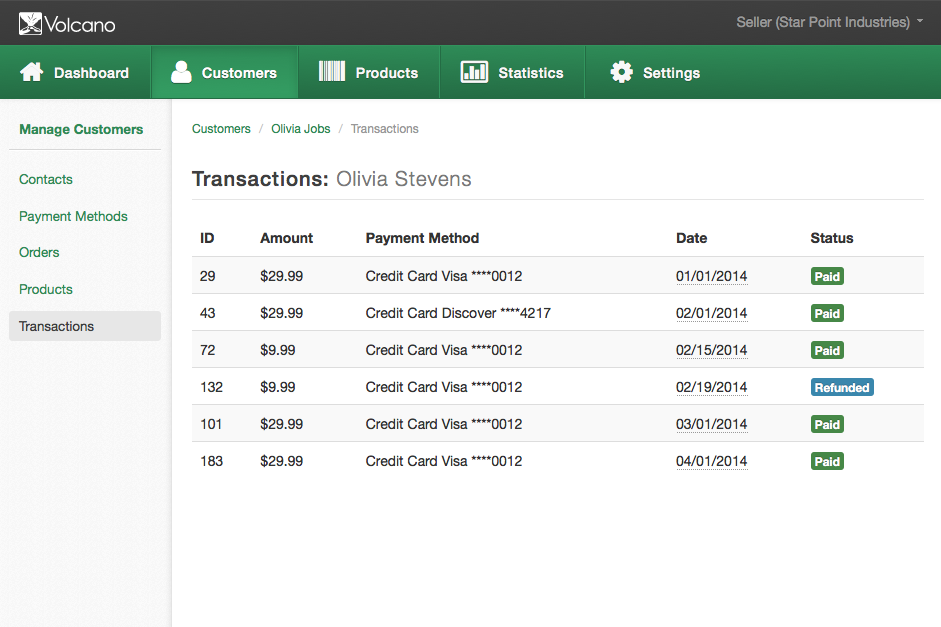 Volcano
Seller (Star Point Industries)
Dashboard
Customers
Products
Statistics
Settings
Manage Customers
Contacts
Payment Methods
Orders
Products
Transactions
Customers / Olivia Jobs / Transactions
Transactions: Olivia Stevens
ID Amount Payment Method Date Status
29 $29.99 Credit Card Visa ****0012 01/01/2014 Paid
43 $29.99 Credit Card Discover ****4217 02/01/2014 Paid
72 $9.99 Credit Card Visa ****0012 02/15/2014 Paid
132 $9.99 Credit Card Visa ****0012 02/19/2014 Refunded
101 $29.99 Credit Card Visa ****0012 03/01/2014 Paid
183 $29.99 Credit Card Visa ****0012 04/01/2014 Paid